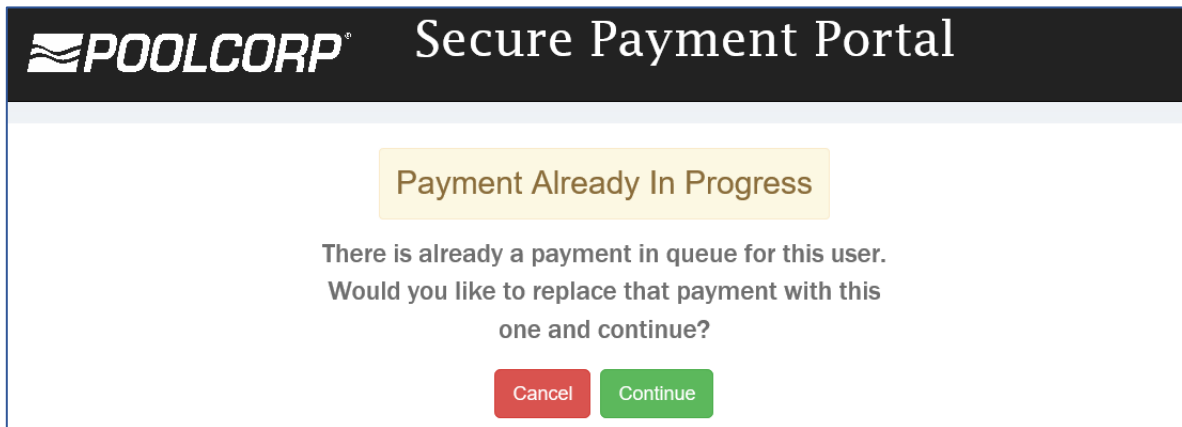 POOLCORP® Secure Payment Portal
Payment Already In Progress
There is already a payment in queue for this user.
Would you like to replace that payment with this
one and continue?
Cancel Continue